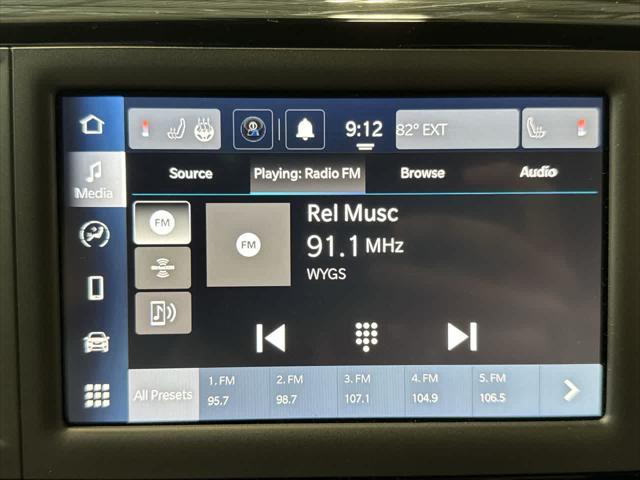 9:12
82° EXT
Media
Source Playing: Radio FM Browse Audio
FM
FM
Rel Musc
91.1 MHz
WYGS
All Presets
1. FM 2. FM 3. FM 4. FM 5. FM
95.7 98.7 107.1 104.9 106.5